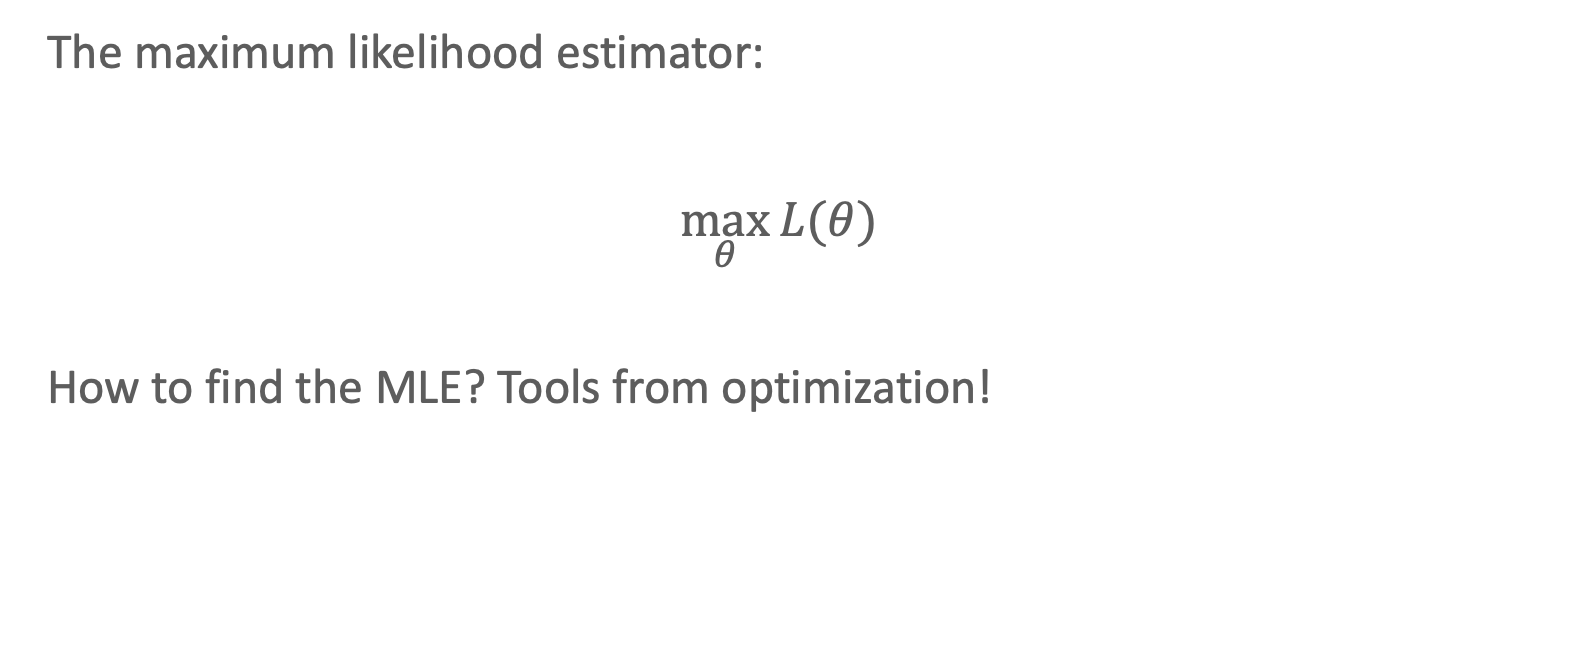 The maximum likelihood estimator:
max L(θ)
θ
How to find the MLE? Tools from optimization!